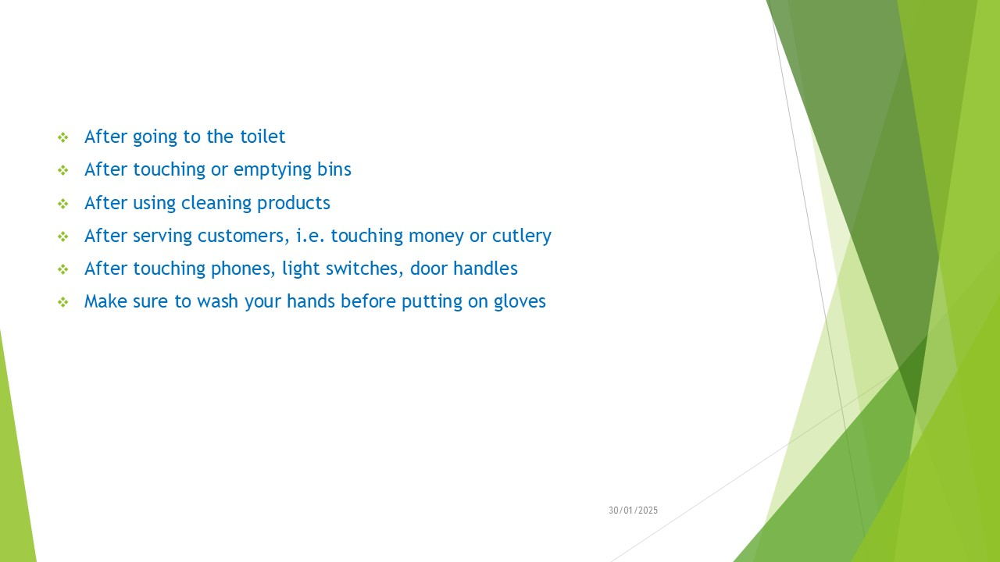 After going to the toilet
After touching or emptying bins
After using cleaning products
After serving customers, i.e. touching money or cutlery
After touching phones, light switches, door handles
Make sure to wash your hands before putting on gloves
30/01/2025